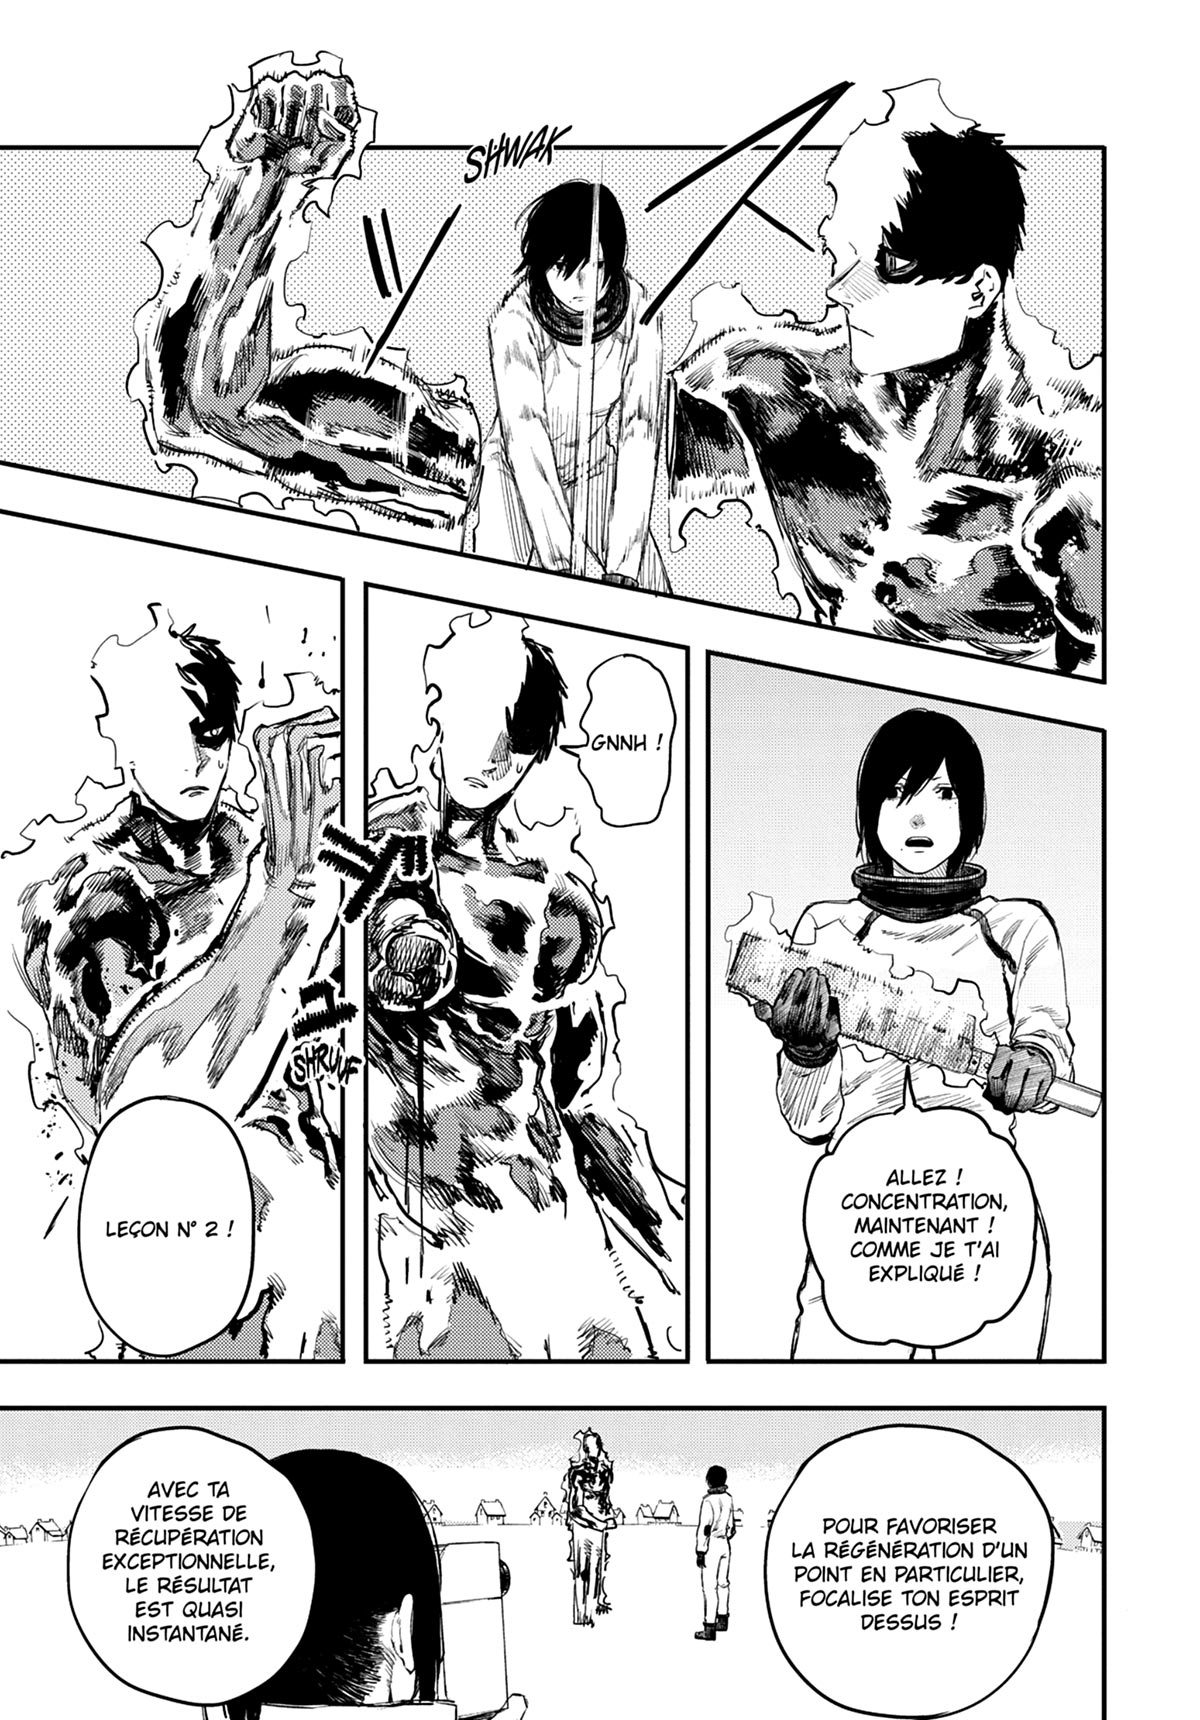 SHWAK
ALLEZ !
CONCENTRATION,
MAINTENANT !
COMME JE T'AI
EXPLIQUÉ !
GNNH !
SHRUUF
LEÇON N° 2 !
POUR FAVORISER
LA RÉGÉNÉRATION D'UN
POINT EN PARTICULIER,
FOCALISE TON ESPRIT
DESSUS !
AVEC TA
VITESSE DE
RÉCUPÉRATION
EXCEPTIONNELLE,
LE RÉSULTAT
EST QUASI
INSTANTANÉ.